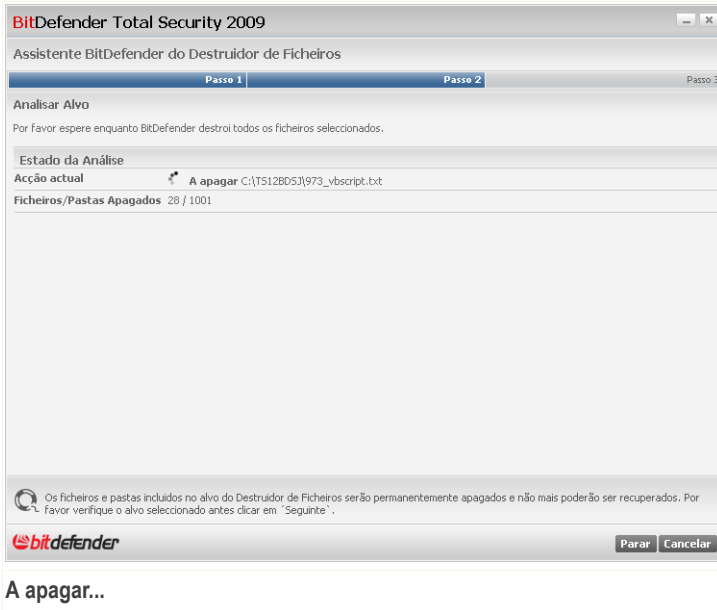 BitDefender Total Security 2009
Assistente BitDefender do Destruidor de Ficheiros
Passo 1 Passo 2 Passo 3
Analisar Alvo
Por favor espere enquanto BitDefender destroi todos os ficheiros seleccionados.
Estado da Análise
Acção actual A apagar C:\TS12BDSJ\973_vbscript.txt
Ficheiros/Pastas Apagados 28 / 1001
Os ficheiros e pastas incluidos no alvo do Destruidor de Ficheiros serão permanentemente apagados e não mais poderão ser recuperados. Por
favor verifique o alvo seleccionado antes clicar em ´Seguinte`.
bitdefender
Parar Cancelar
A apagar...